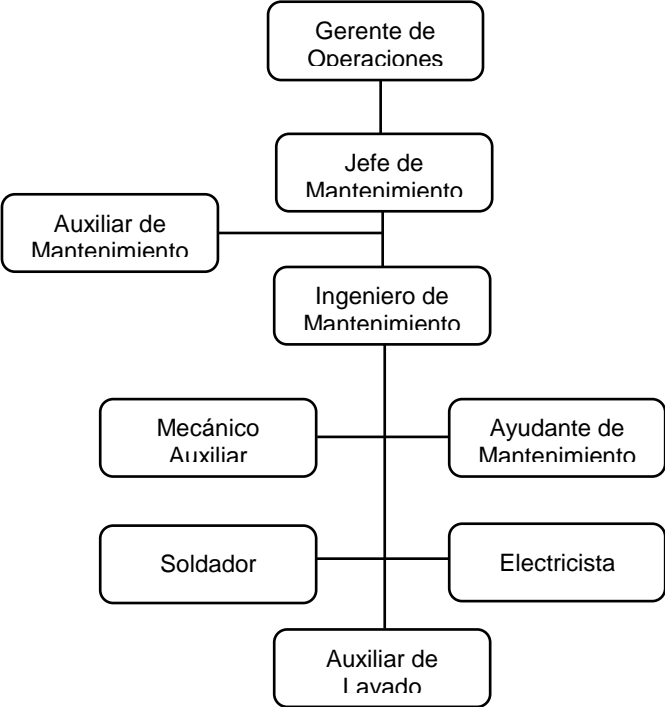 Gerente de
Operaciones
Jefe de
Mantenimiento
Auxiliar de
Mantenimiento
Ingeniero de
Mantenimiento
Mecánico
Auxiliar
Ayudante de
Mantenimiento
Soldador
Electricista
Auxiliar de
Lavado